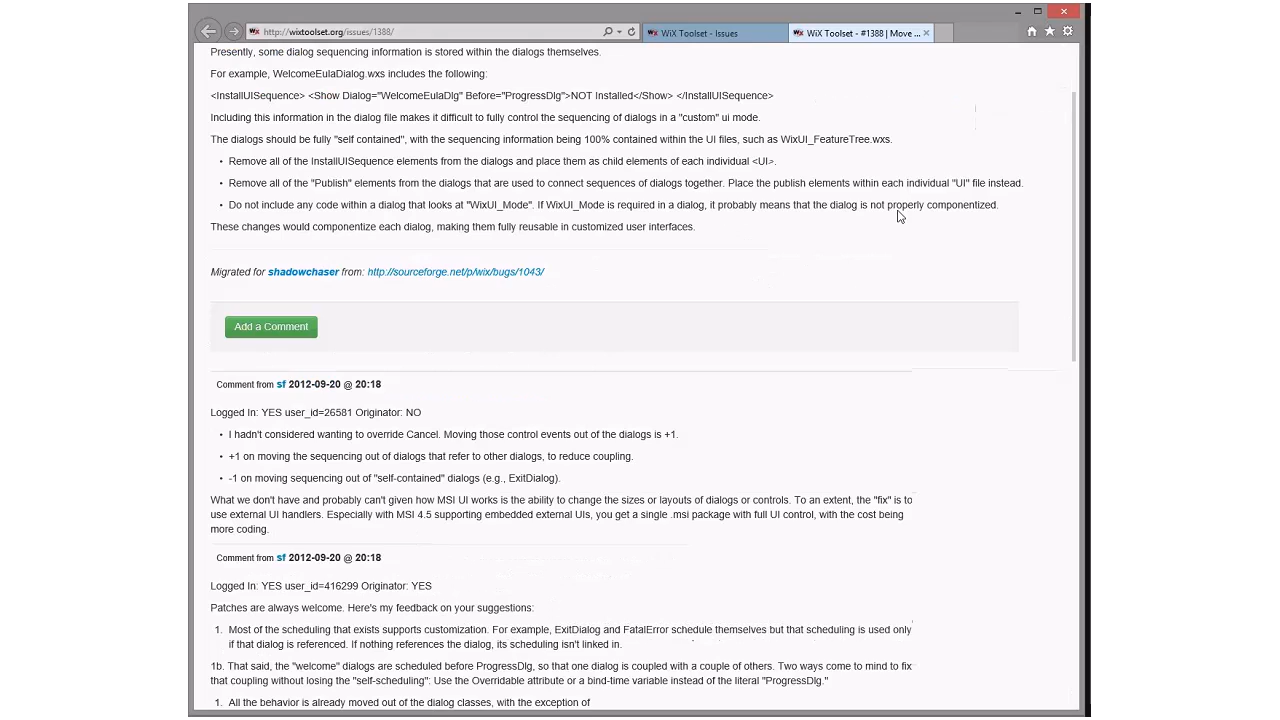 http://wixtoolset.org/issues/1388/
WiX Toolset - Issues
WiX Toolset - #1388 | Move ...
Presently, some dialog sequencing information is stored within the dialogs themselves.
For example, WelcomeEulaDialog.wxs includes the following:
<InstallUISequence> <Show Dialog="WelcomeEulaDlg" Before="ProgressDlg">NOT Installed</Show> </InstallUISequence>
Including this information in the dialog file makes it difficult to fully control the sequencing of dialogs in a "custom" ui mode.
The dialogs should be fully "self contained", with the sequencing information being 100% contained within the UI files, such as WixUI_FeatureTree.wxs.
• Remove all of the InstallUISequence elements from the dialogs and place them as child elements of each individual <UI>.
• Remove all of the "Publish" elements from the dialogs that are used to connect sequences of dialogs together. Place the publish elements within each individual "UI" file instead.
• Do not include any code within a dialog that looks at "WixUI_Mode". If WixUI_Mode is required in a dialog, it probably means that the dialog is not properly componentized.
These changes would componentize each dialog, making them fully reusable in customized user interfaces.
Migrated for shadowchaser from: http://sourceforge.net/p/wix/bugs/1043/
Add a Comment
Comment from sf 2012-09-20 @ 20:18
Logged In: YES user_id=26581 Originator: NO
• I hadn't considered wanting to override Cancel. Moving those control events out of the dialogs is +1.
• +1 on moving the sequencing out of dialogs that refer to other dialogs, to reduce coupling.
• -1 on moving sequencing out of "self-contained" dialogs (e.g., ExitDialog).
What we don't have and probably can't given how MSI UI works is the ability to change the sizes or layouts of dialogs or controls. To an extent, the "fix" is to
use external UI handlers. Especially with MSI 4.5 supporting embedded external UIs, you get a single .msi package with full UI control, with the cost being
more coding.
Comment from sf 2012-09-20 @ 20:18
Logged In: YES user_id=416299 Originator: YES
Patches are always welcome. Here's my feedback on your suggestions:
1. Most of the scheduling that exists supports customization. For example, ExitDialog and FatalError schedule themselves but that scheduling is used only
if that dialog is referenced. If nothing references the dialog, its scheduling isn't linked in.
1b. That said, the "welcome" dialogs are scheduled before ProgressDlg, so that one dialog is coupled with a couple of others. Two ways come to mind to fix
that coupling without losing the "self-scheduling": Use the Overridable attribute or a bind-time variable instead of the literal "ProgressDlg."
1. All the behavior is already moved out of the dialog classes, with the exception of